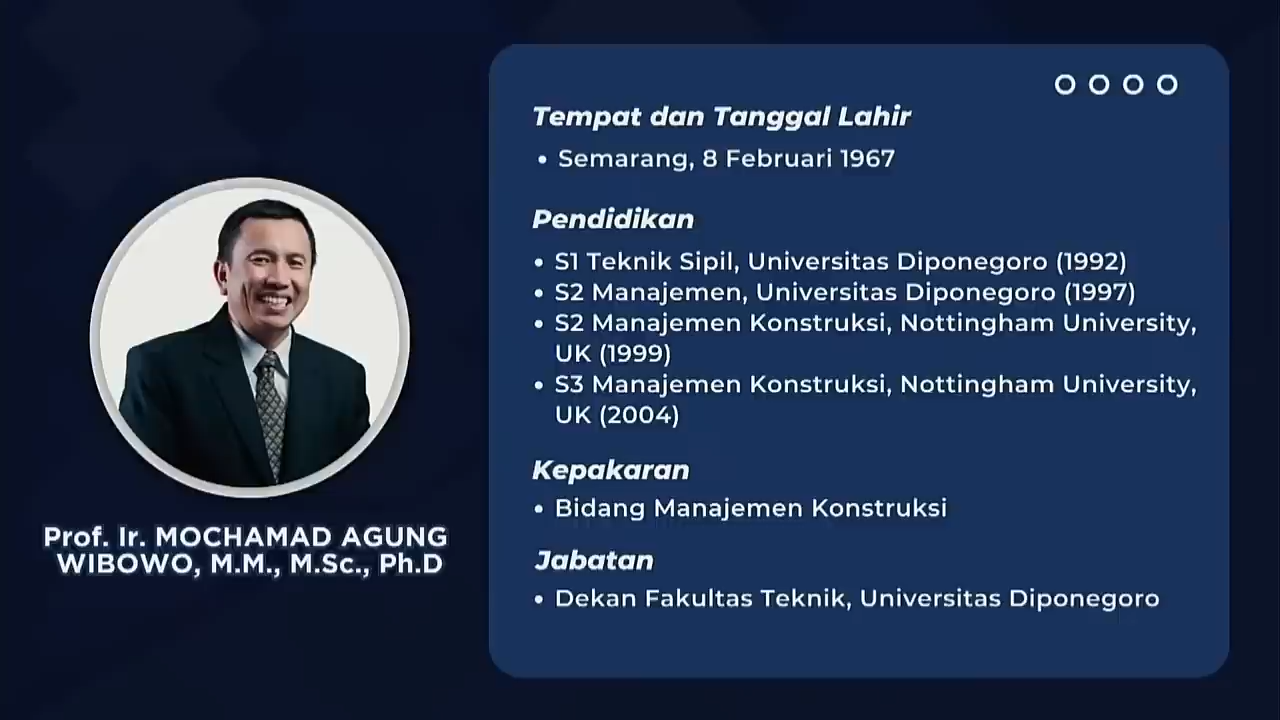 Prof. Ir. MOCHAMAD AGUNG
WIBOWO, M.M., M.Sc., Ph.D
Tempat dan Tanggal Lahir
• Semarang, 8 Februari 1967
Pendidikan
• S1 Teknik Sipil, Universitas Diponegoro (1992)
• S2 Manajemen, Universitas Diponegoro (1997)
• S2 Manajemen Konstruksi, Nottingham University,
UK (1999)
• S3 Manajemen Konstruksi, Nottingham University,
UK (2004)
Kepakaran
• Bidang Manajemen Konstruksi
Jabatan
• Dekan Fakultas Teknik, Universitas Diponegoro